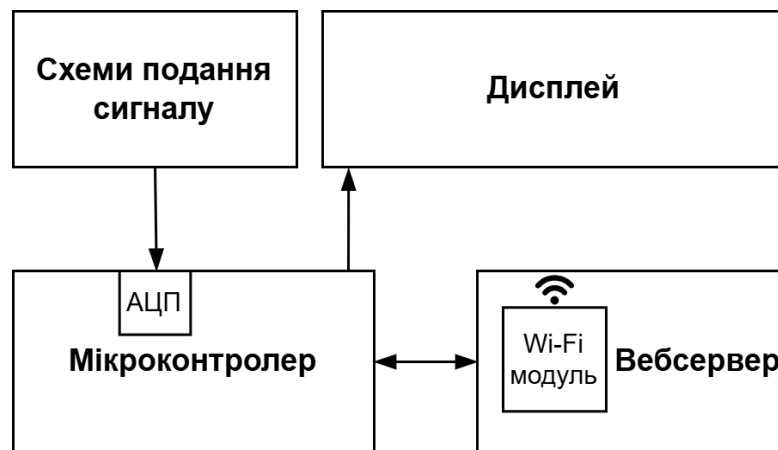 Схеми подання
сигналу
Дисплей
АЦП
Мікроконтролер
Wi-Fi
модуль
Вебсервер